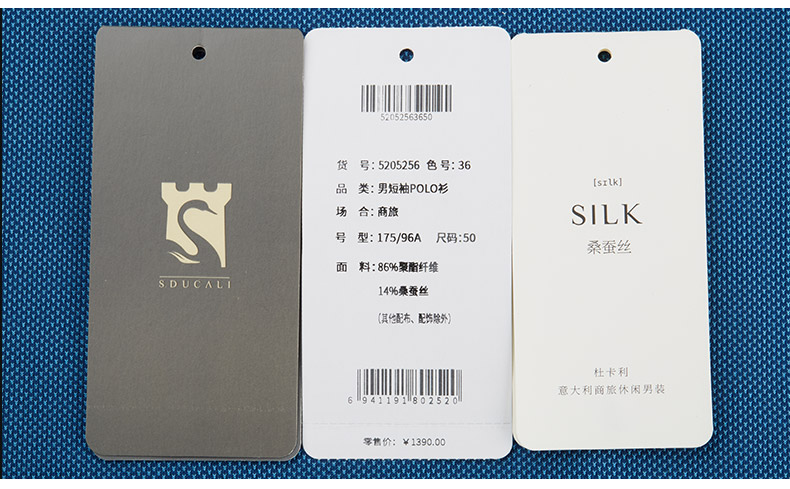 SDUCALI
52052563650
货 号: 5205256 色 号: 36
品 类: 男短袖POLO衫
场 合: 商旅
号 型: 175/96A 尺码: 50
面 料: 86%聚酯纤维
14%桑蚕丝
(其他配布、配饰除外)
6 941191 802520
零售价: ￥1390.00
[sɪlk]
SILK
桑蚕丝
杜卡利
意大利商旅休闲男装